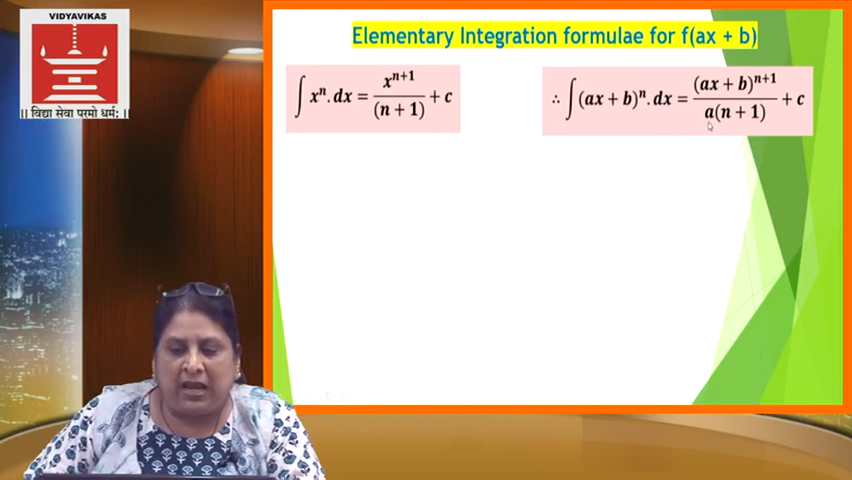 VIDYAVIKAS
॥ विद्या सेवा परमो धर्मः ॥
Elementary Integration formulae for f(ax + b)
∫ xⁿ. dx = xⁿ⁺¹ / (n + 1) + c
∴ ∫ (ax + b)ⁿ. dx = (ax + b)ⁿ⁺¹ / a(n + 1) + c